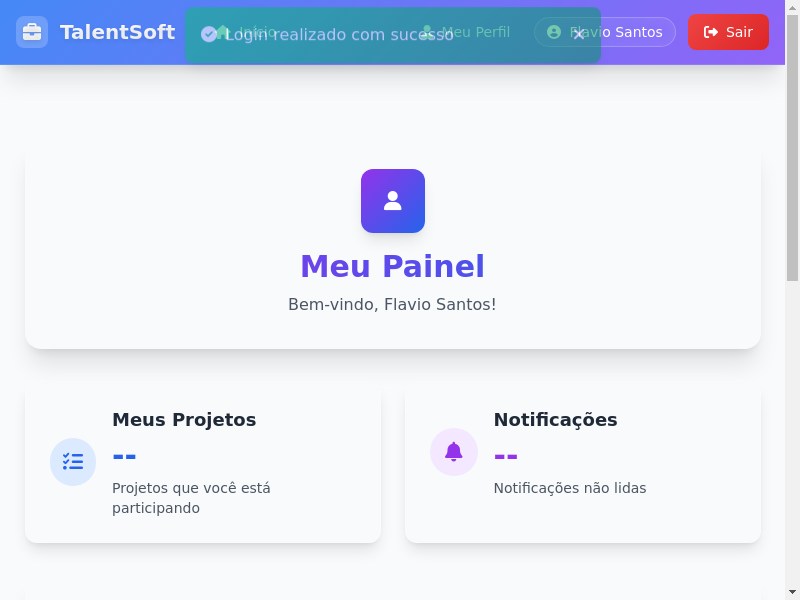 TalentSoft
Início
Meu Perfil
Flavio Santos
Sair
Login realizado com sucesso
Meu Painel
Bem-vindo, Flavio Santos!
Meus Projetos
--
Projetos que você está
participando
Notificações
--
Notificações não lidas